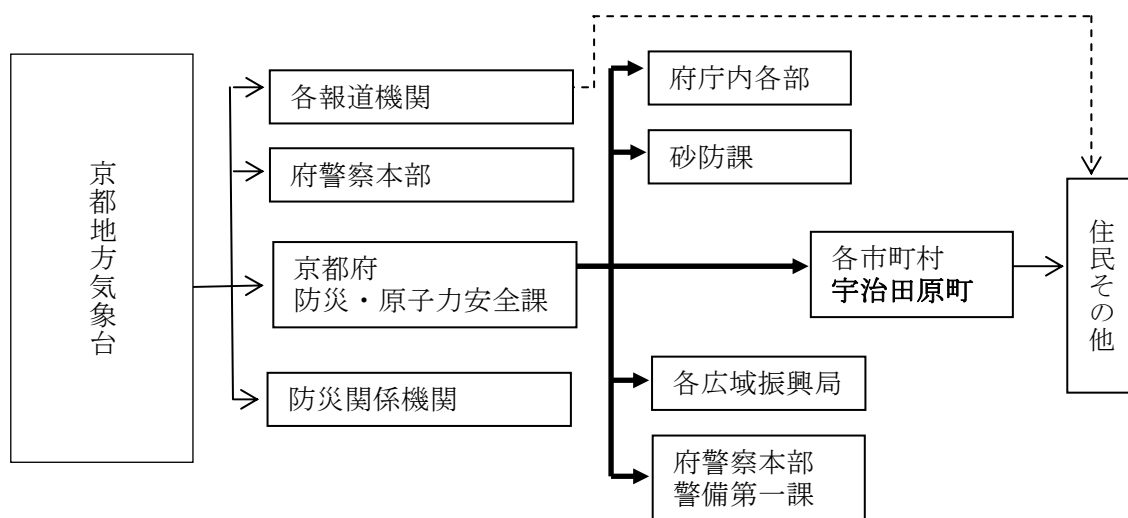 京都地方気象台
各報道機関
府警察本部
京都府
防災・原子力安全課
防災関係機関
府庁内各部
砂防課
各市町村
宇治田原町
各広域振興局
府警察本部
警備第一課
住民その他